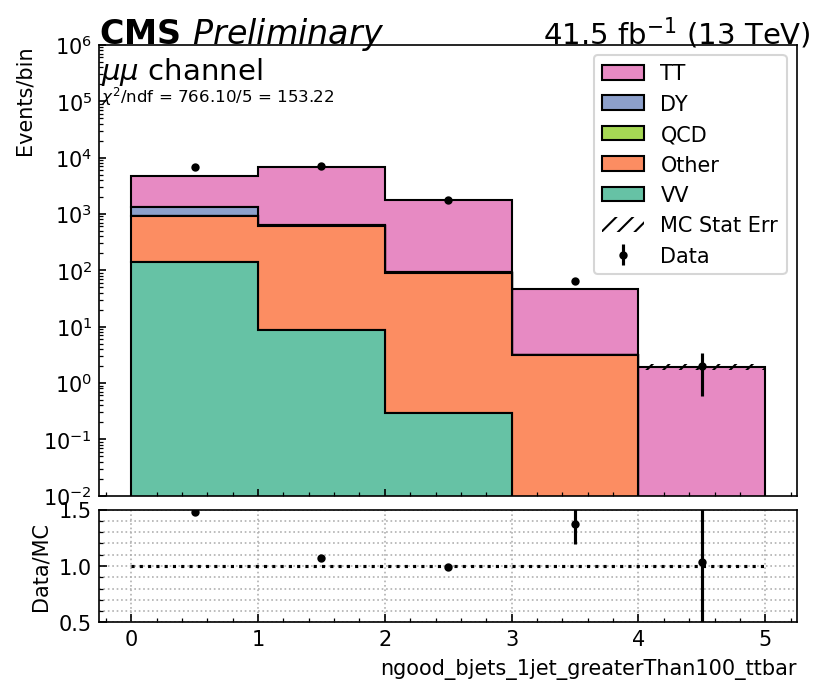 CMS Preliminary 41.5 fb⁻¹ (13 TeV)
μμ channel
χ²/ndf = 766.10/5 = 153.22
Events/bin
10⁶
10⁵
10⁴
10³
10²
10¹
10⁰
10⁻¹
10⁻²
TT
DY
QCD
Other
VV
MC Stat Err
Data
Data/MC
1.5
1.0
0.5
0 1 2 3 4 5
ngood_bjets_1jet_greaterThan100_ttbar